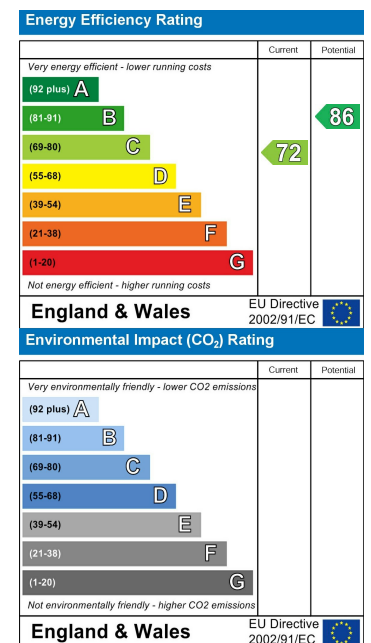 Energy Efficiency Rating
Current Potential
Very energy efficient - lower running costs
(92 plus) A
(81-91) B
(69-80) C
(55-68) D
(39-54) E
(21-38) F
(1-20) G
72
86
Not energy efficient - higher running costs
England & Wales
EU Directive
2002/91/EC
Environmental Impact (CO₂) Rating
Current Potential
Very environmentally friendly - lower CO2 emissions
(92 plus) A
(81-91) B
(69-80) C
(55-68) D
(39-54) E
(21-38) F
(1-20) G
Not environmentally friendly - higher CO2 emissions
England & Wales
EU Directive
2002/91/EC